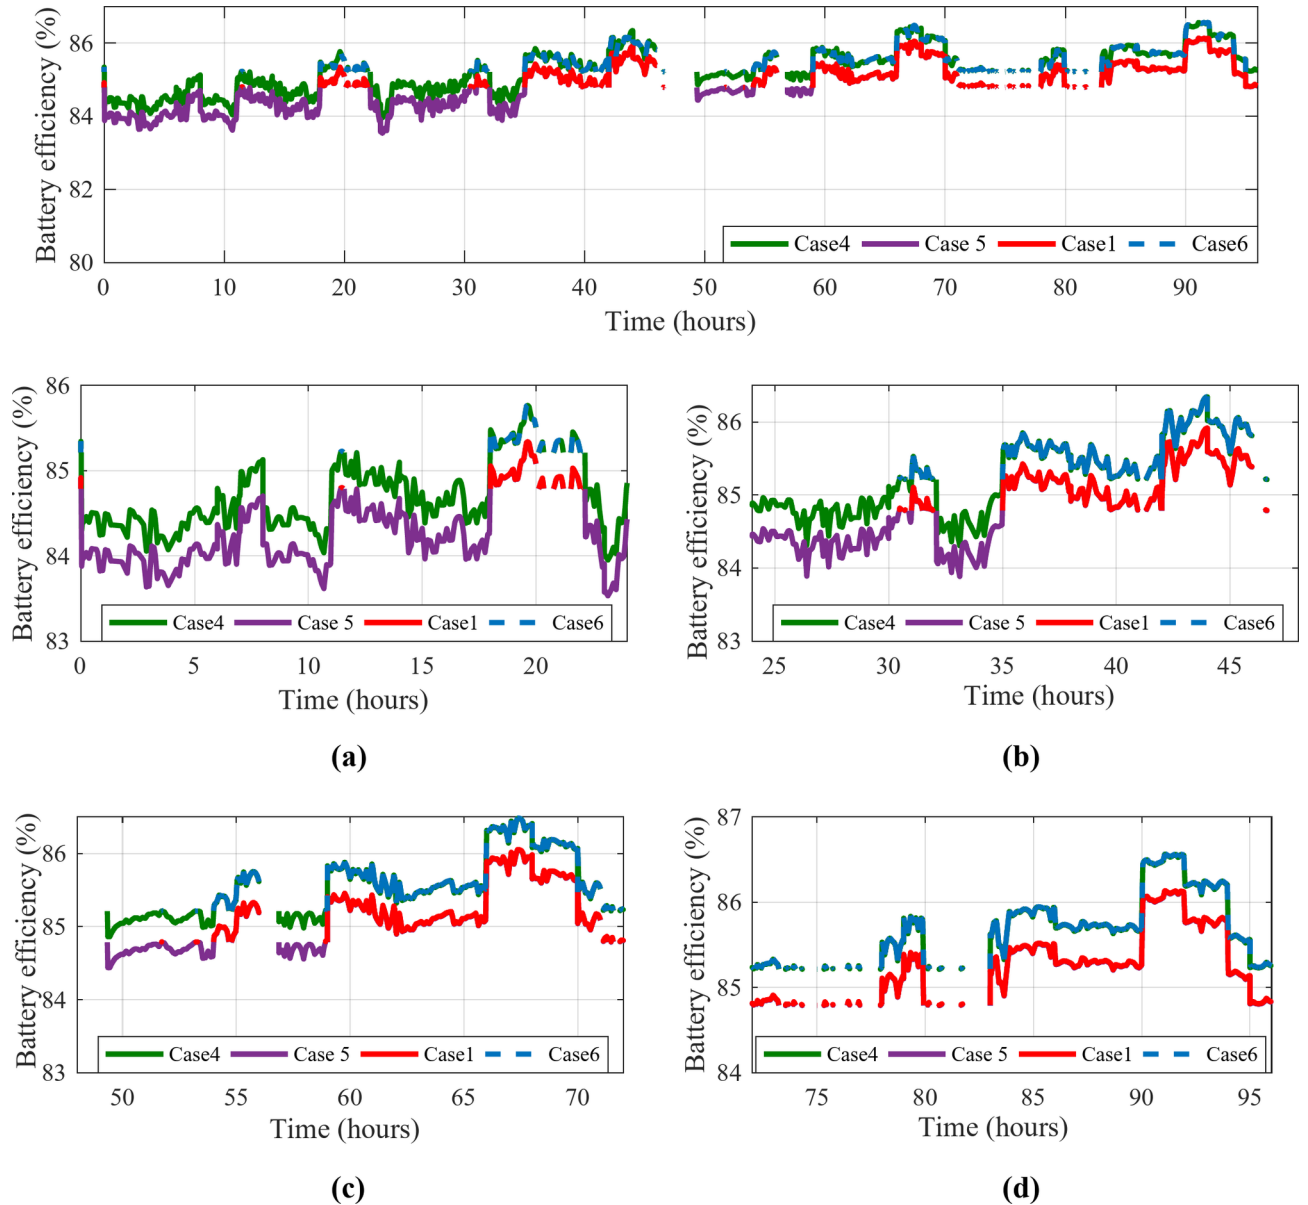 Battery efficiency (%)
86
84
82
80
0 10 20 30 40 50 60 70 80 90
Case4 Case 5 Case1 Case6
Time (hours)
Battery efficiency (%)
86
85
84
83
0 5 10 15 20
Case4 Case 5 Case1 Case6
Time (hours)
(a)
Battery efficiency (%)
86
85
84
83
25 30 35 40 45
Case4 Case 5 Case1 Case6
Time (hours)
(b)
Battery efficiency (%)
86
85
84
83
50 55 60 65 70
Case4 Case 5 Case1 Case6
Time (hours)
(c)
Battery efficiency (%)
87
86
85
84
75 80 85 90 95
Case4 Case 5 Case1 Case6
Time (hours)
(d)